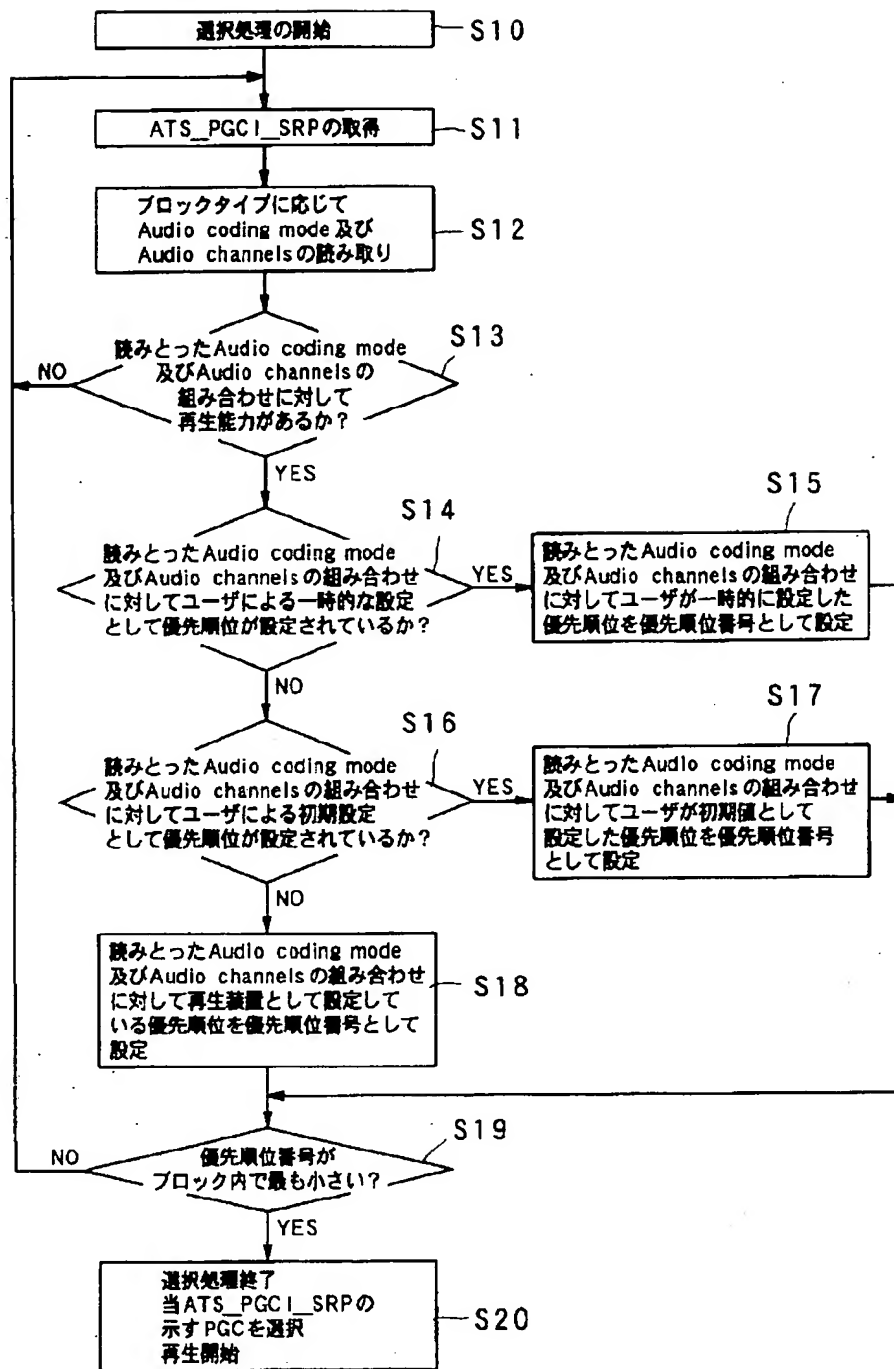 選択処理の開始
S10
ATS_PGCI_SRPの取得
S11
ブロックタイプに応じて
Audio coding mode及び
Audio channelsの読み取り
S12
読みとったAudio coding mode
及びAudio channelsの
組み合わせに対して
再生能力があるか?
S13
NO
YES
読みとったAudio coding mode
及びAudio channelsの組み合わせ
に対してユーザによる一時的な設定
として優先順位が設定されているか?
S14
YES
NO
S15
読みとったAudio coding mode
及びAudio channelsの組み合わせ
に対してユーザが一時的に設定した
優先順位を優先順位番号として設定
読みとったAudio coding mode
及びAudio channelsの組み合わせ
に対してユーザによる初期設定
として優先順位が設定されているか?
S16
YES
NO
S17
読みとったAudio coding mode
及びAudio channelsの組み合わせ
に対してユーザが初期値として
設定した優先順位を優先順位番号
として設定
読みとったAudio coding mode
及びAudio channelsの組み合わせ
に対して再生装置として設定して
いる優先順位を優先順位番号として
設定
S18
優先順位番号が
ブロック内で最も小さい?
S19
NO
YES
選択処理終了
当ATS_PGCI_SRPの
示すPGCを選択
再生開始
S20